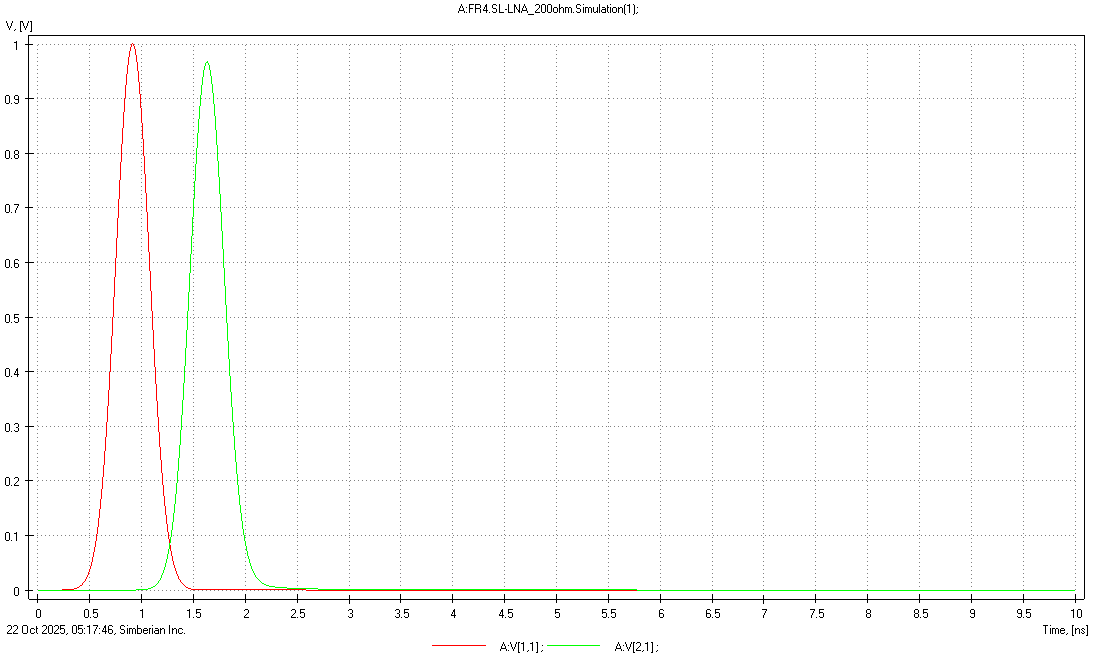 A:FR4.SL-LNA_200ohm.Simulation(1);
V, [V]
1
0.9
0.8
0.7
0.6
0.5
0.4
0.3
0.2
0.1
0
0 0.5 1 1.5 2 2.5 3 3.5 4 4.5 5 5.5 6 6.5 7 7.5 8 8.5 9 9.5 10
22 Oct 2025, 05:17:46, Simberian Inc. Time, [ns]
A:V[1,1]; A:V[2,1];